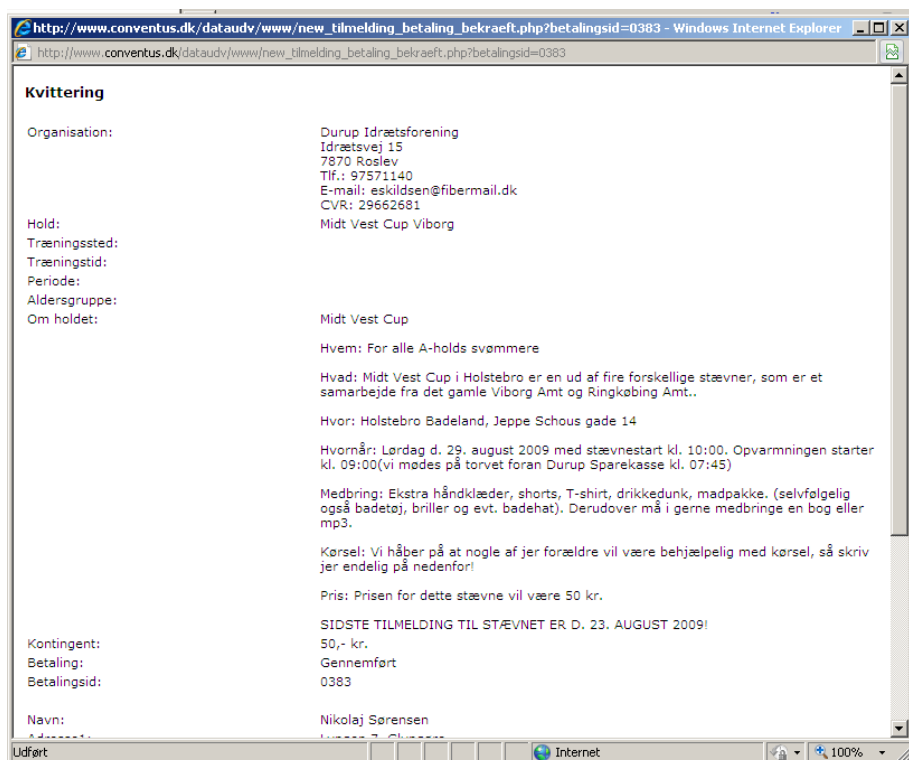 http://www.conventus.dk/dataudv/www/new_tilmelding_betaling_bekraeft.php?betalingsid=0383 - Windows Internet Explorer
http://www.conventus.dk/dataudv/www/new_tilmelding_betaling_bekraeft.php?betalingsid=0383
Kvittering
Organisation: Durup Idrætsforening
Idrætsvej 15
7870 Roslev
Tlf.: 97571140
E-mail: eskildsen@fibermail.dk
CVR: 29662681
Hold: Midt Vest Cup Viborg
Træningssted:
Træningstid:
Periode:
Aldersgruppe:
Om holdet: Midt Vest Cup
Hvem: For alle A-holds svømmere
Hvad: Midt Vest Cup i Holstebro er en ud af fire forskellige stævner, som er et
samarbejde fra det gamle Viborg Amt og Ringkøbing Amt..
Hvor: Holstebro Badeland, Jeppe Schous gade 14
Hvornår: Lørdag d. 29. august 2009 med stævnestart kl. 10:00. Opvarmningen starter
kl. 09:00(vi mødes på torvet foran Durup Sparekasse kl. 07:45)
Medbring: Ekstra håndklæder, shorts, T-shirt, drikkedunk, madpakke. (selvfølgelig
også badetøj, briller og evt. badehat). Derudover må i gerne medbringe en bog eller
mp3.
Kørsel: Vi håber på at nogle af jer forældre vil være behjælpelig med kørsel, så skriv
jer endelig på nedenfor!
Pris: Prisen for dette stævne vil være 50 kr.
SIDSTE TILMELDING TIL STÆVNET ER D. 23. AUGUST 2009!
Kontingent: 50,- kr.
Betaling: Gennemført
Betalingsid: 0383
Navn: Nikolaj Sørensen
Udført Internet 100%